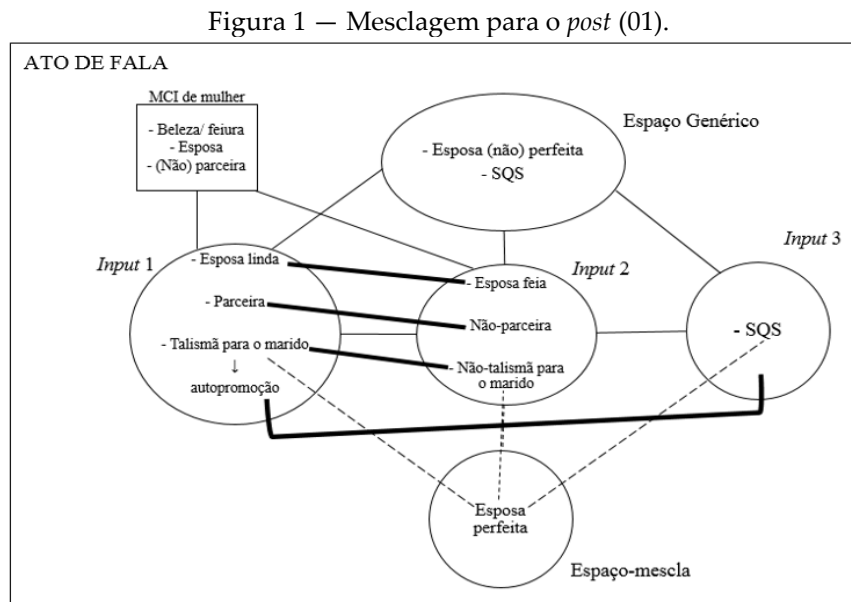 Figura 1 — Mesclagem para o post (01).
ATO DE FALA
MCI de mulher
- Beleza/ feiura
- Esposa
- (Não) parceira
Espaço Genérico
- Esposa (não) perfeita
- SQS
Input 1
- Esposa linda
- Parceira
- Talismã para o marido
↓
autopromoção
Input 2
- Esposa feia
Não-parceira
- Não-talismã para
o marido
Input 3
- SQS
Esposa
perfeita
Espaço-mescla